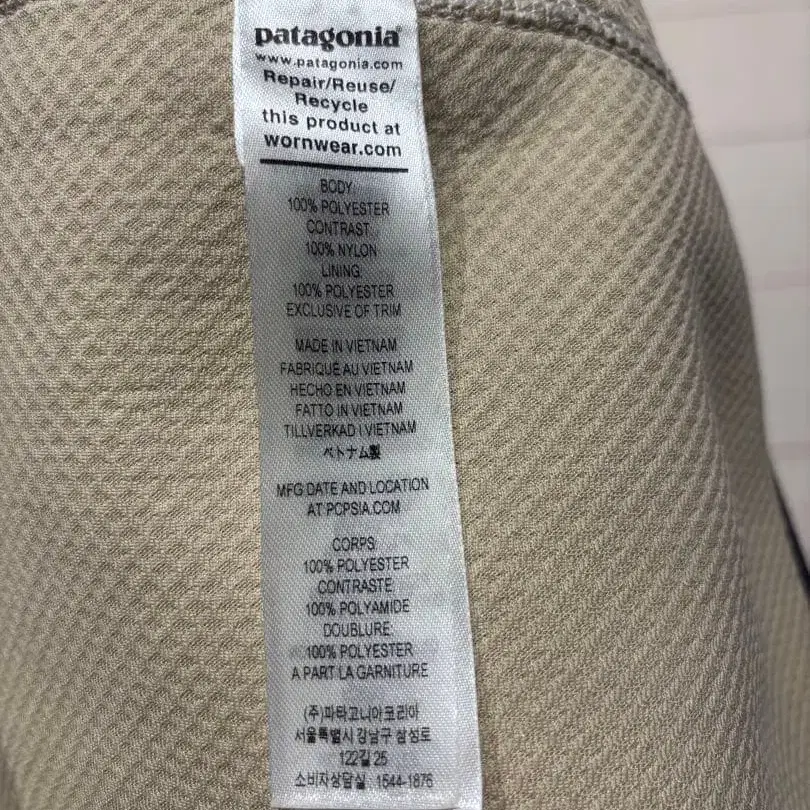 patagonia®
www.patagonia.com
Repair/Reuse/
Recycle
this product at
wornwear.com
BODY:
100% POLYESTER
CONTRAST:
100% NYLON
LINING:
100% POLYESTER
EXCLUSIVE OF TRIM
MADE IN VIETNAM
FABRIQUÉ AU VIETNAM
HECHO EN VIETNAM
FATTO IN VIETNAM
TILLVERKAD I VIETNAM
ベトナム製
MFG DATE AND LOCATION
AT PCPSIA.COM
CORPS:
100% POLYESTER
CONTRASTE:
100% POLYAMIDE
DOUBLURE:
100% POLYESTER
A PART LA GARNITURE
(주)파타고니아코리아
서울특별시 강남구 삼성로
122길 25
소비자상담실 1544-1876